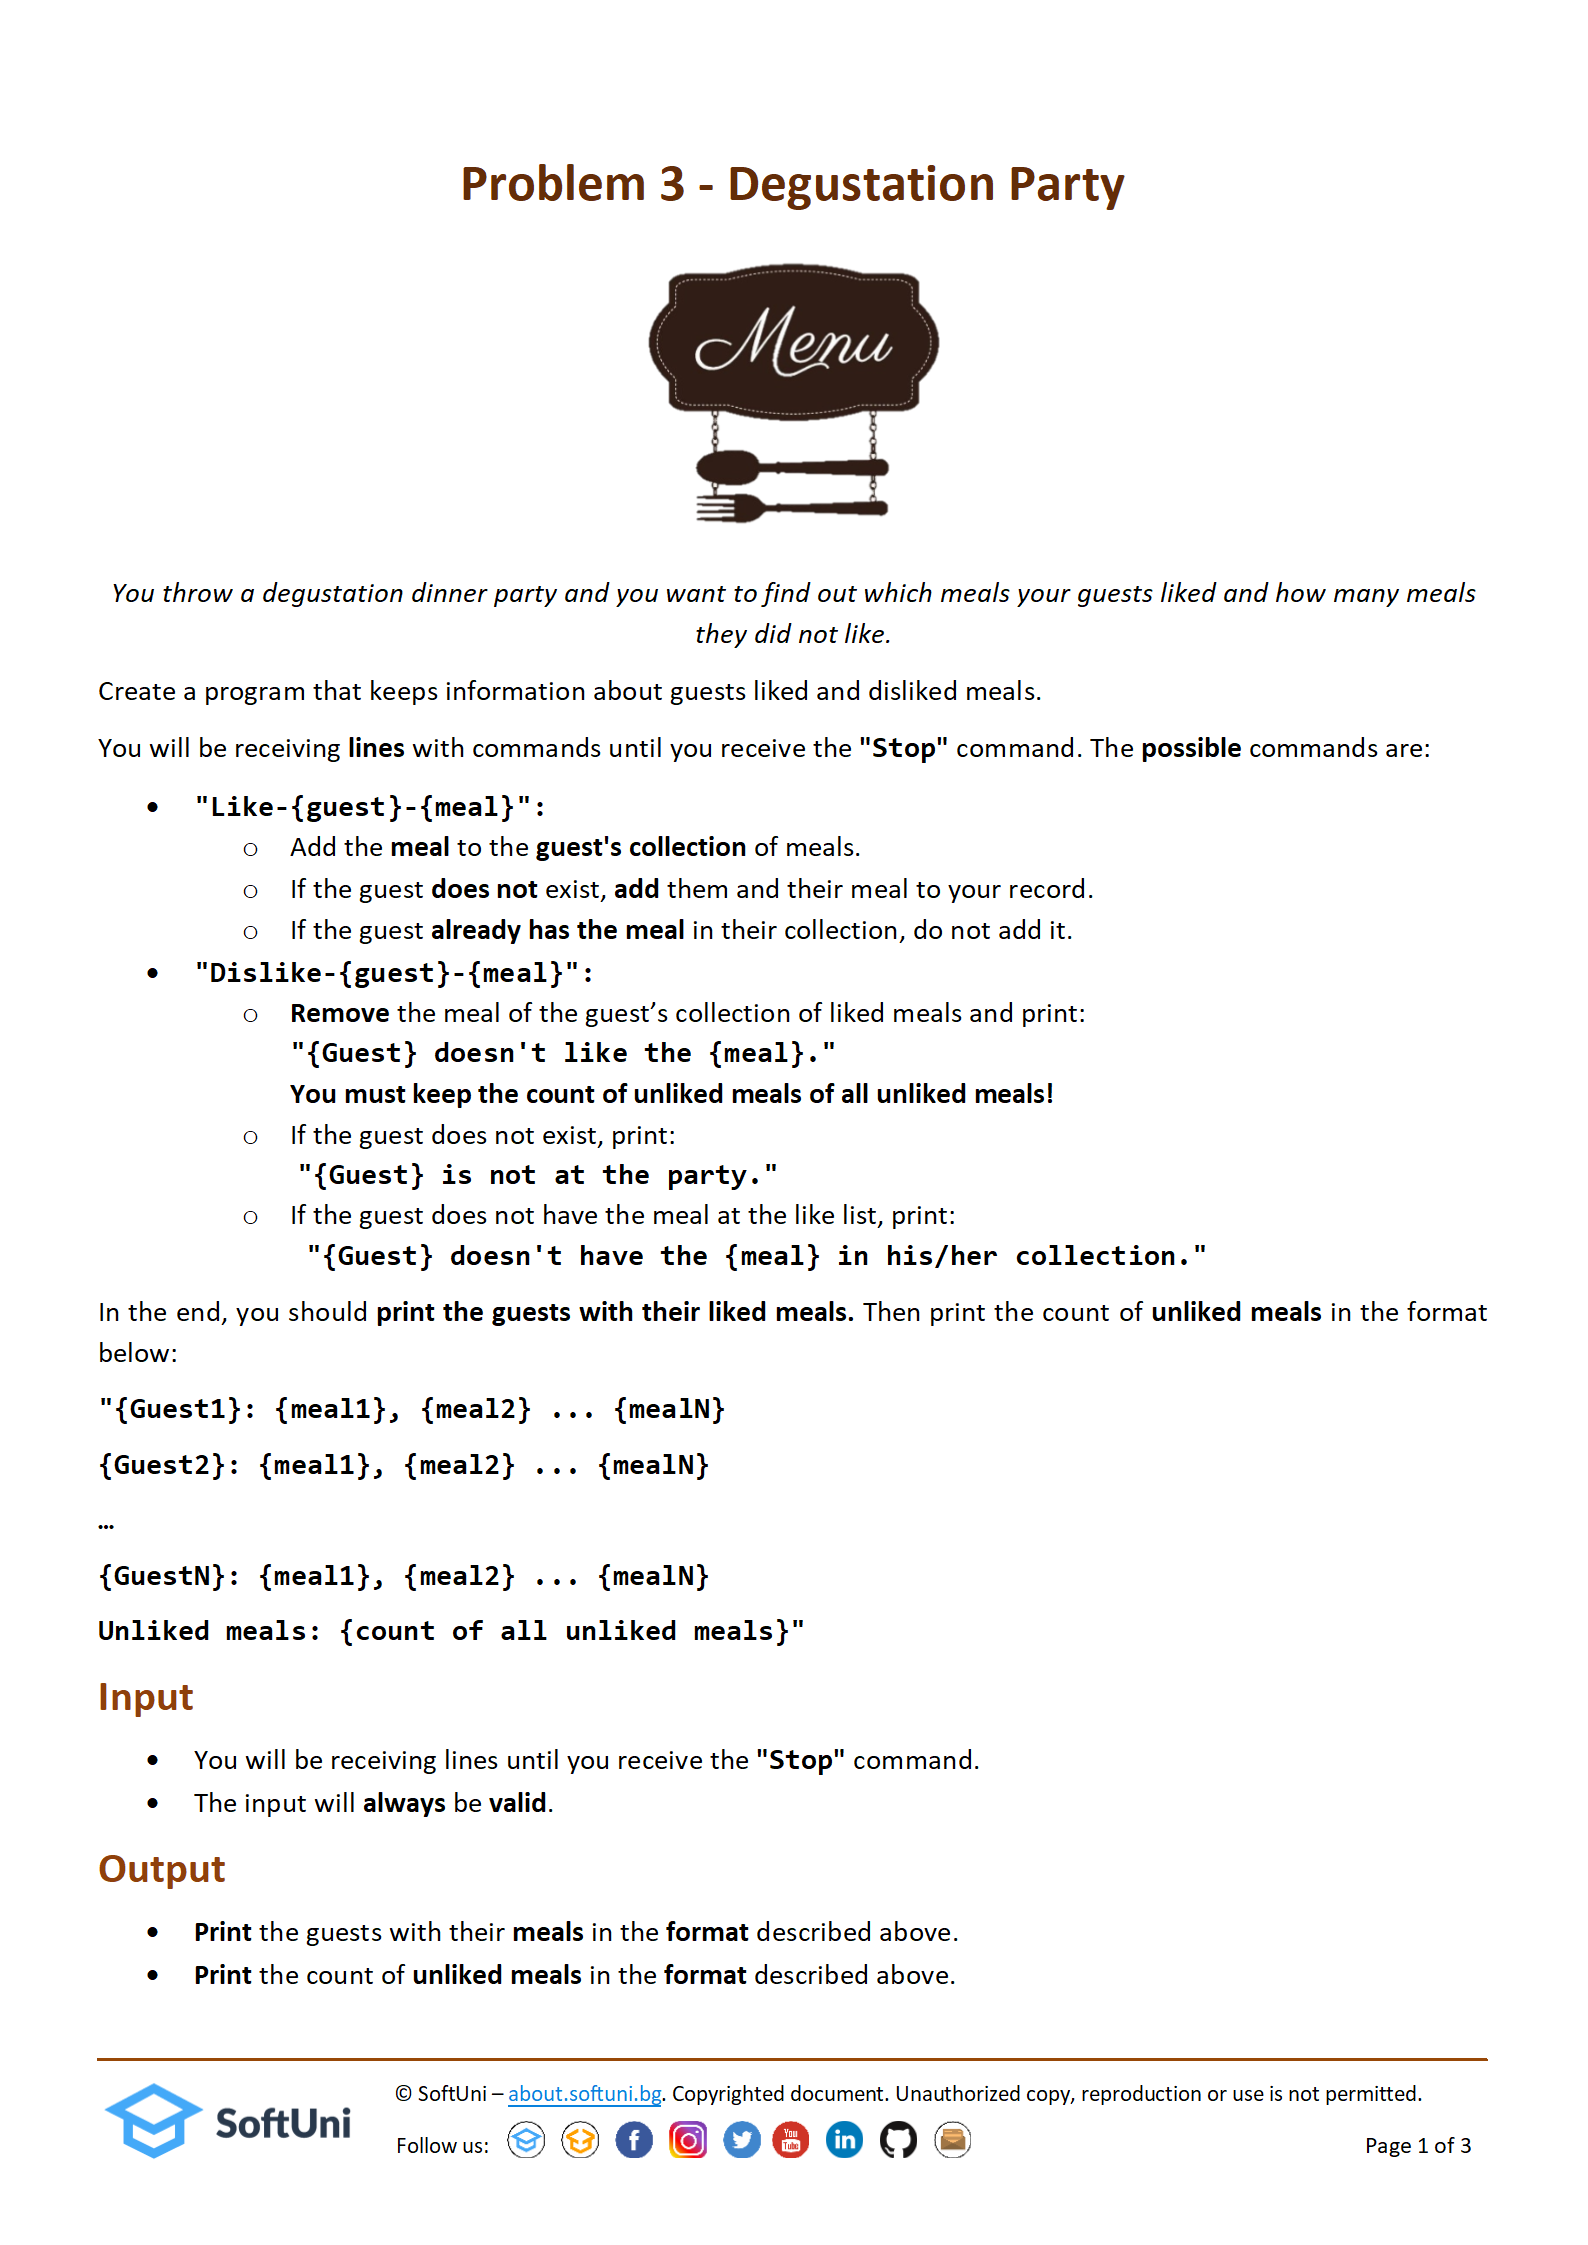 Problem 3 - Degustation Party
Menu
You throw a degustation dinner party and you want to find out which meals your guests liked and how many meals
they did not like.
Create a program that keeps information about guests liked and disliked meals.
You will be receiving lines with commands until you receive the "Stop" command. The possible commands are:
• "Like-{guest}-{meal}":
o Add the meal to the guest's collection of meals.
o If the guest does not exist, add them and their meal to your record.
o If the guest already has the meal in their collection, do not add it.
• "Dislike-{guest}-{meal}":
o Remove the meal of the guest’s collection of liked meals and print:
"{Guest} doesn't like the {meal}."
You must keep the count of unliked meals of all unliked meals!
o If the guest does not exist, print:
"{Guest} is not at the party."
o If the guest does not have the meal at the like list, print:
"{Guest} doesn't have the {meal} in his/her collection."
In the end, you should print the guests with their liked meals. Then print the count of unliked meals in the format
below:
"{Guest1}: {meal1}, {meal2} ... {mealN}
{Guest2}: {meal1}, {meal2} ... {mealN}
…
{GuestN}: {meal1}, {meal2} ... {mealN}
Unliked meals: {count of all unliked meals}"
Input
• You will be receiving lines until you receive the "Stop" command.
• The input will always be valid.
Output
• Print the guests with their meals in the format described above.
• Print the count of unliked meals in the format described above.
SoftUni
© SoftUni – about.softuni.bg. Copyrighted document. Unauthorized copy, reproduction or use is not permitted.
Follow us:
You Tube
in
Page 1 of 3